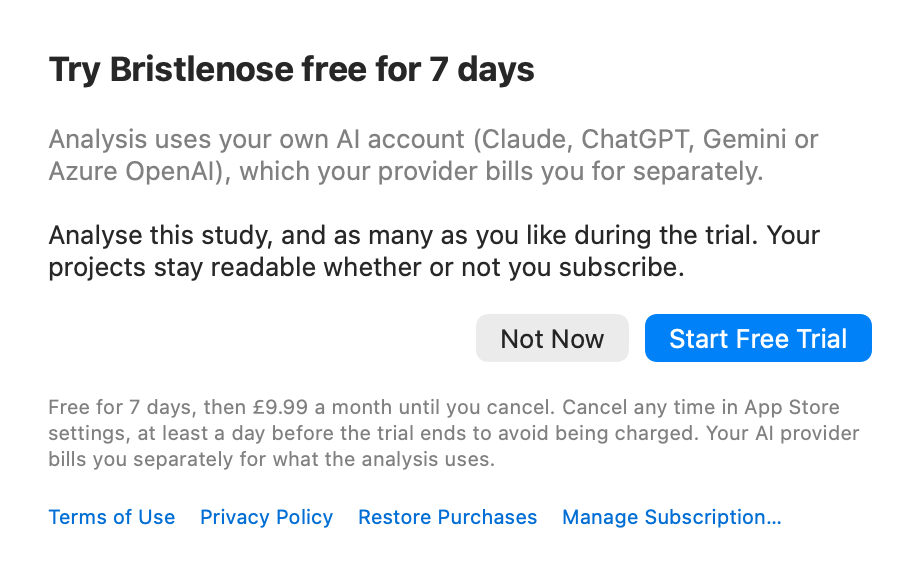 Try Bristlenose free for 7 days
Analysis uses your own AI account (Claude, ChatGPT, Gemini or
Azure OpenAI), which your provider bills you for separately.
Analyse this study, and as many as you like during the trial. Your
projects stay readable whether or not you subscribe.
Not Now
Start Free Trial
Free for 7 days, then £9.99 a month until you cancel. Cancel any time in App Store
settings, at least a day before the trial ends to avoid being charged. Your AI provider
bills you separately for what the analysis uses.
Terms of Use
Privacy Policy
Restore Purchases
Manage Subscription…